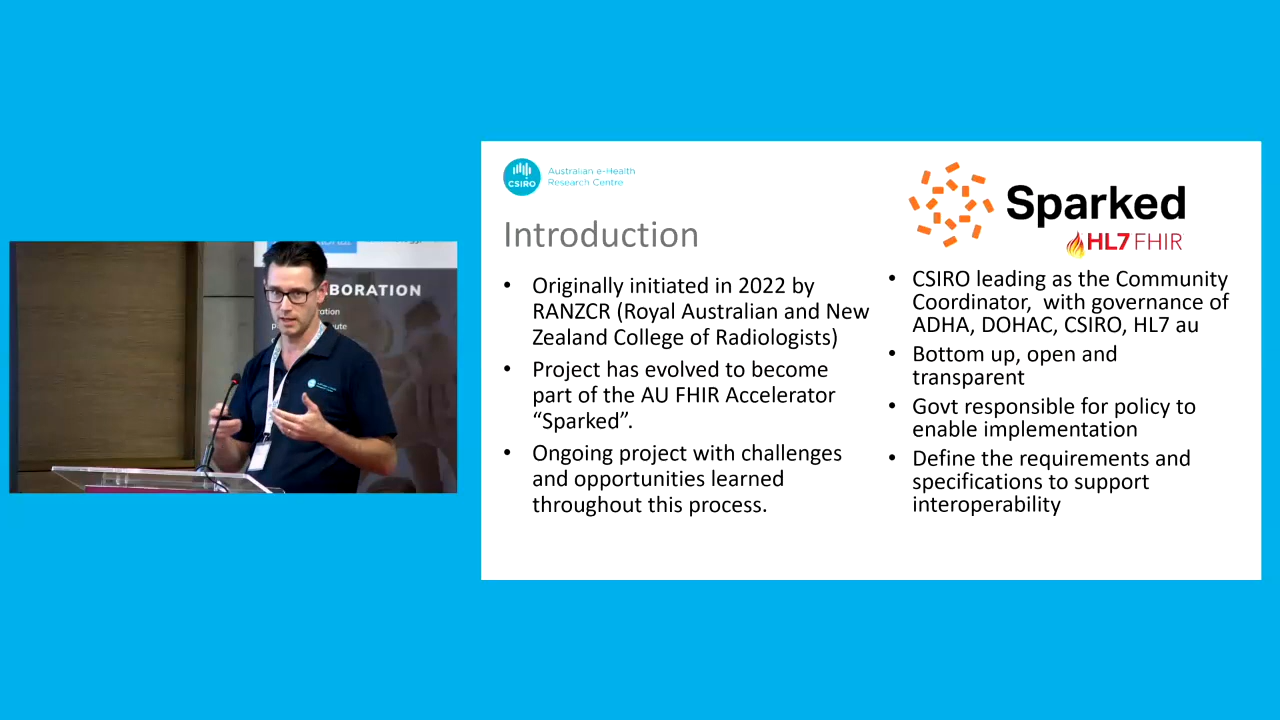 CSIRO
Australian e-Health
Research Centre
Introduction
• Originally initiated in 2022 by
RANZCR (Royal Australian and New
Zealand College of Radiologists)
• Project has evolved to become
part of the AU FHIR Accelerator
“Sparked”.
• Ongoing project with challenges
and opportunities learned
throughout this process.
Sparked
HL7 FHIR
• CSIRO leading as the Community
Coordinator, with governance of
ADHA, DOHAC, CSIRO, HL7 au
• Bottom up, open and
transparent
• Govt responsible for policy to
enable implementation
• Define the requirements and
specifications to support
interoperability
BORATION